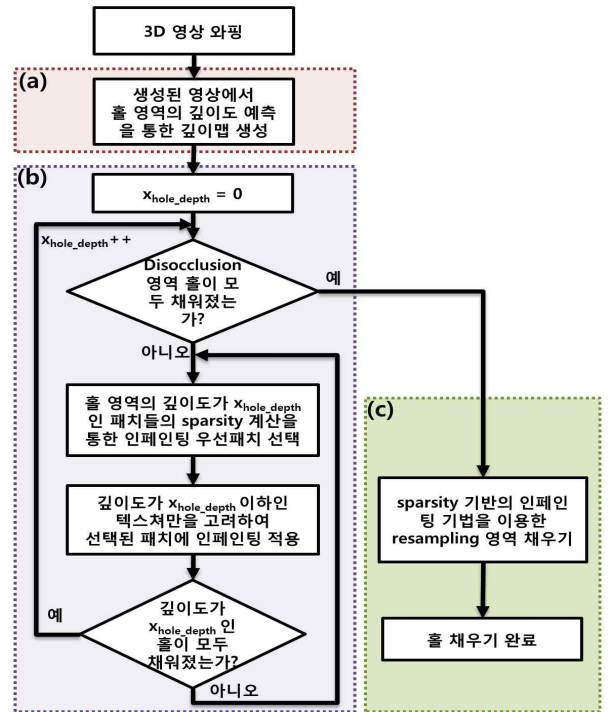 3D 영상 와핑
(a)
생성된 영상에서
홀 영역의 깊이도 예측
을 통한 깊이맵 생성
(b)
x_hole_depth = 0
x_hole_depth++
Disocclusion
영역 홀이 모
두 채워졌는
가?
예
아니오
홀 영역의 깊이도가 x_hole_depth
인 패치들의 sparsity 계산을
통한 인페인팅 우선패치 선택
깊이도가 x_hole_depth 이하인
텍스쳐만을 고려하여
선택된 패치에 인페인팅 적용
깊이도가
x_hole_depth 인
홀이 모두
채워졌는가?
예
아니오
(c)
sparsity 기반의 인페인
팅 기법을 이용한
resampling 영역 채우기
홀 채우기 완료